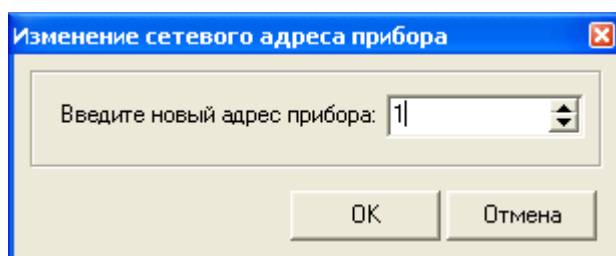 Изменение сетевого адреса прибора
Введите новый адрес прибора: 1
OK Отмена